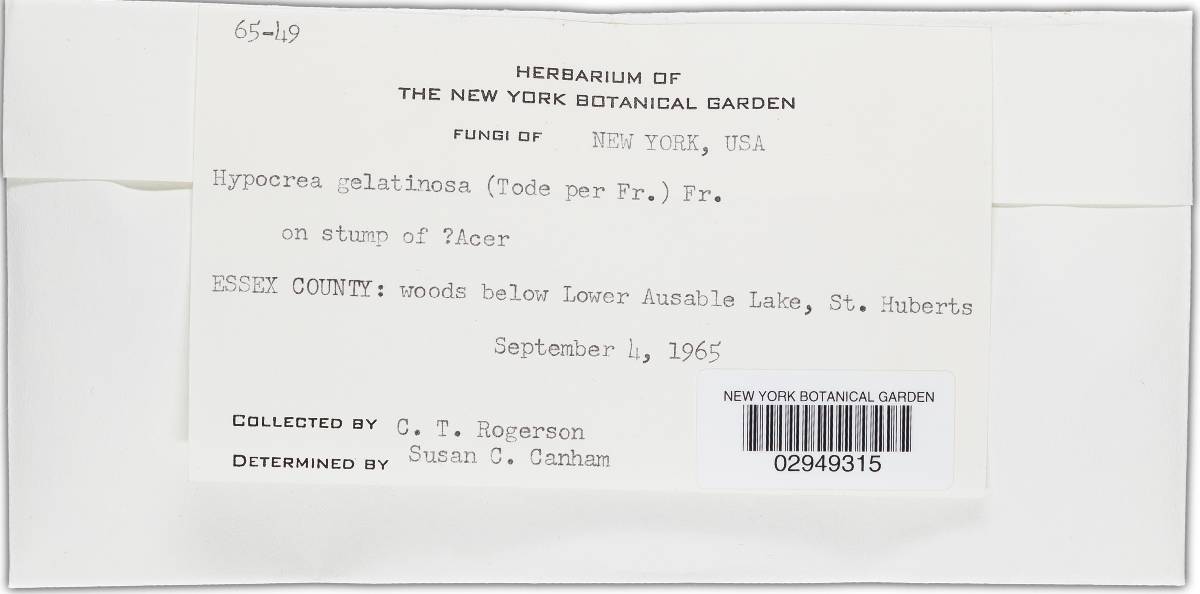 65-49
HERBARIUM OF
THE NEW YORK BOTANICAL GARDEN
FUNGI OF NEW YORK, USA
Hypocrea gelatinosa (Tode per Fr.) Fr.
on stump of ?Acer
ESSEX COUNTY: woods below Lower Ausable Lake, St. Huberts
September 4, 1965
NEW YORK BOTANICAL GARDEN
02949315
COLLECTED BY C. T. Rogerson
DETERMINED BY Susan C. Canham